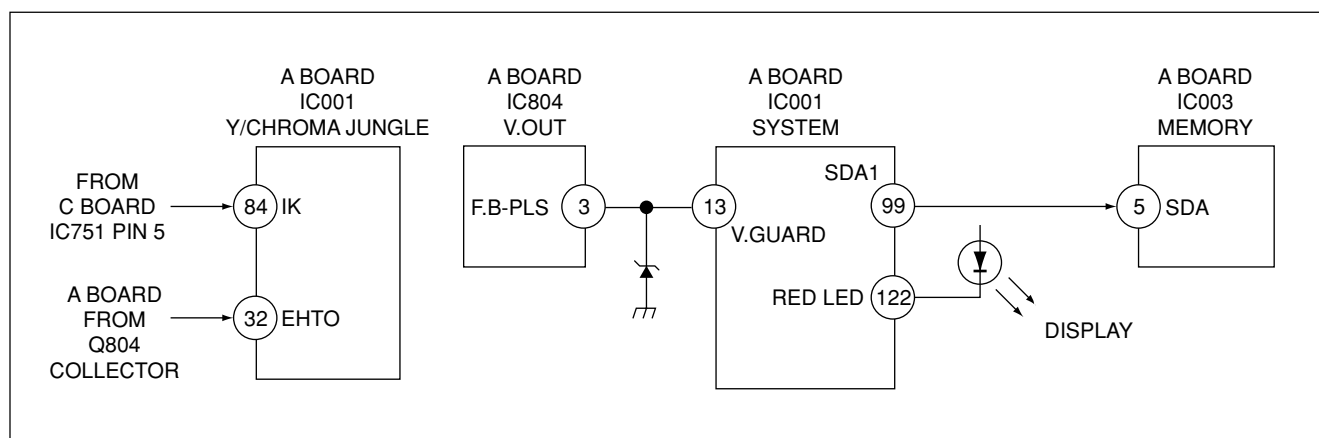 A BOARD
IC001
Y/CHROMA JUNGLE
FROM
C BOARD
IC751 PIN 5
84
IK
A BOARD
FROM
Q804
COLLECTOR
32
EHTO
A BOARD
IC804
V.OUT
F.B-PLS
3
A BOARD
IC001
SYSTEM
13
V.GUARD
SDA1
99
RED LED
122
DISPLAY
A BOARD
IC003
MEMORY
5
SDA